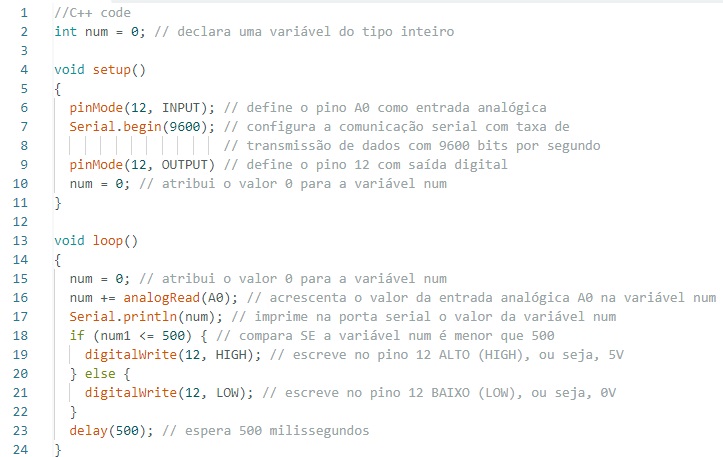 1 //C++ code
2 int num = 0; // declara uma variável do tipo inteiro
3
4 void setup()
5 {
6 pinMode(12, INPUT); // define o pino A0 como entrada analógica
7 Serial.begin(9600); // configura a comunicação serial com taxa de
8 // transmissão de dados com 9600 bits por segundo
9 pinMode(12, OUTPUT) // define o pino 12 com saída digital
10 num = 0; // atribui o valor 0 para a variável num
11 }
12
13 void loop()
14 {
15 num = 0; // atribui o valor 0 para a variável num
16 num += analogRead(A0); // acrescenta o valor da entrada analógica A0 na variável num
17 Serial.println(num); // imprime na porta serial o valor da variável num
18 if (num1 <= 500) { // compara SE a variável num é menor que 500
19 digitalWrite(12, HIGH); // escreve no pino 12 ALTO (HIGH), ou seja, 5V
20 } else {
21 digitalWrite(12, LOW); // escreve no pino 12 BAIXO (LOW), ou seja, 0V
22 }
23 delay(500); // espera 500 milissegundos
24 }